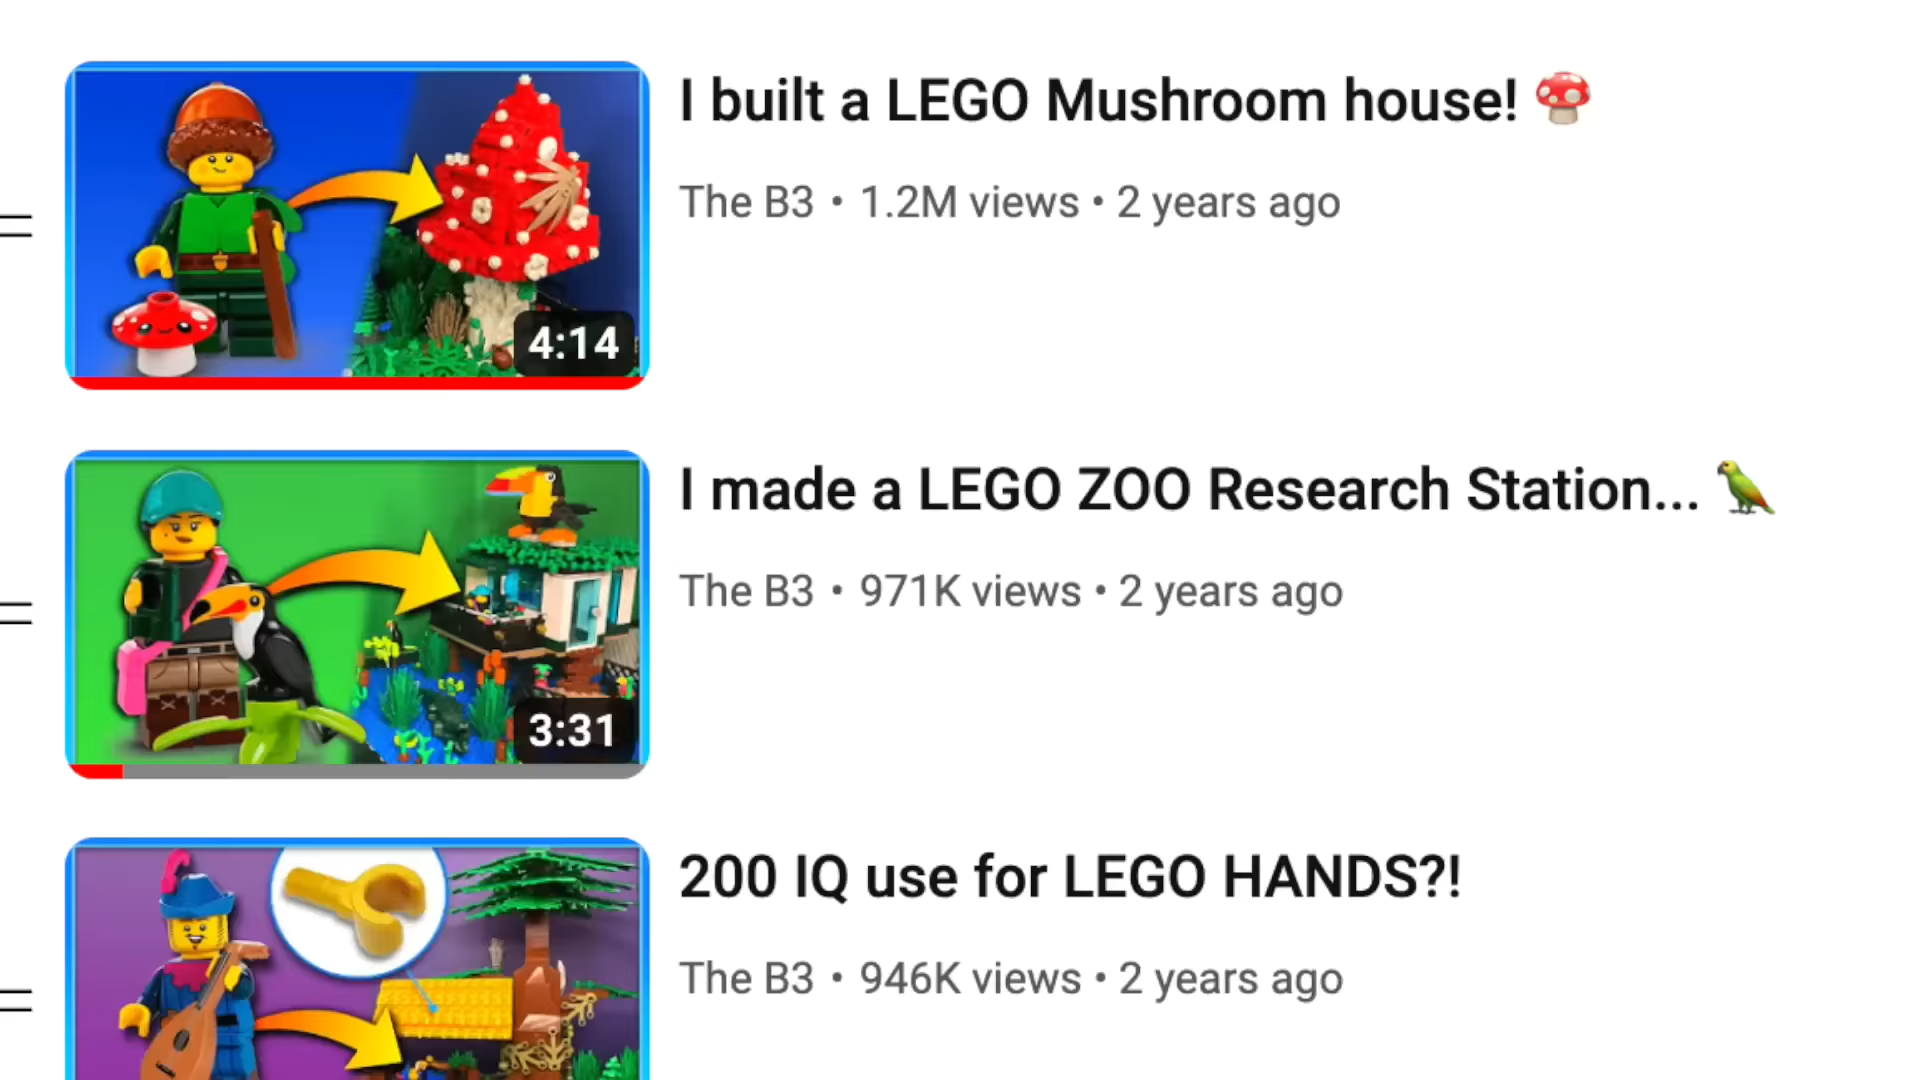 I built a LEGO Mushroom house! 🍄
The B3 • 1.2M views • 2 years ago
4:14
I made a LEGO ZOO Research Station... 🦜
The B3 • 971K views • 2 years ago
3:31
200 IQ use for LEGO HANDS?!
The B3 • 946K views • 2 years ago